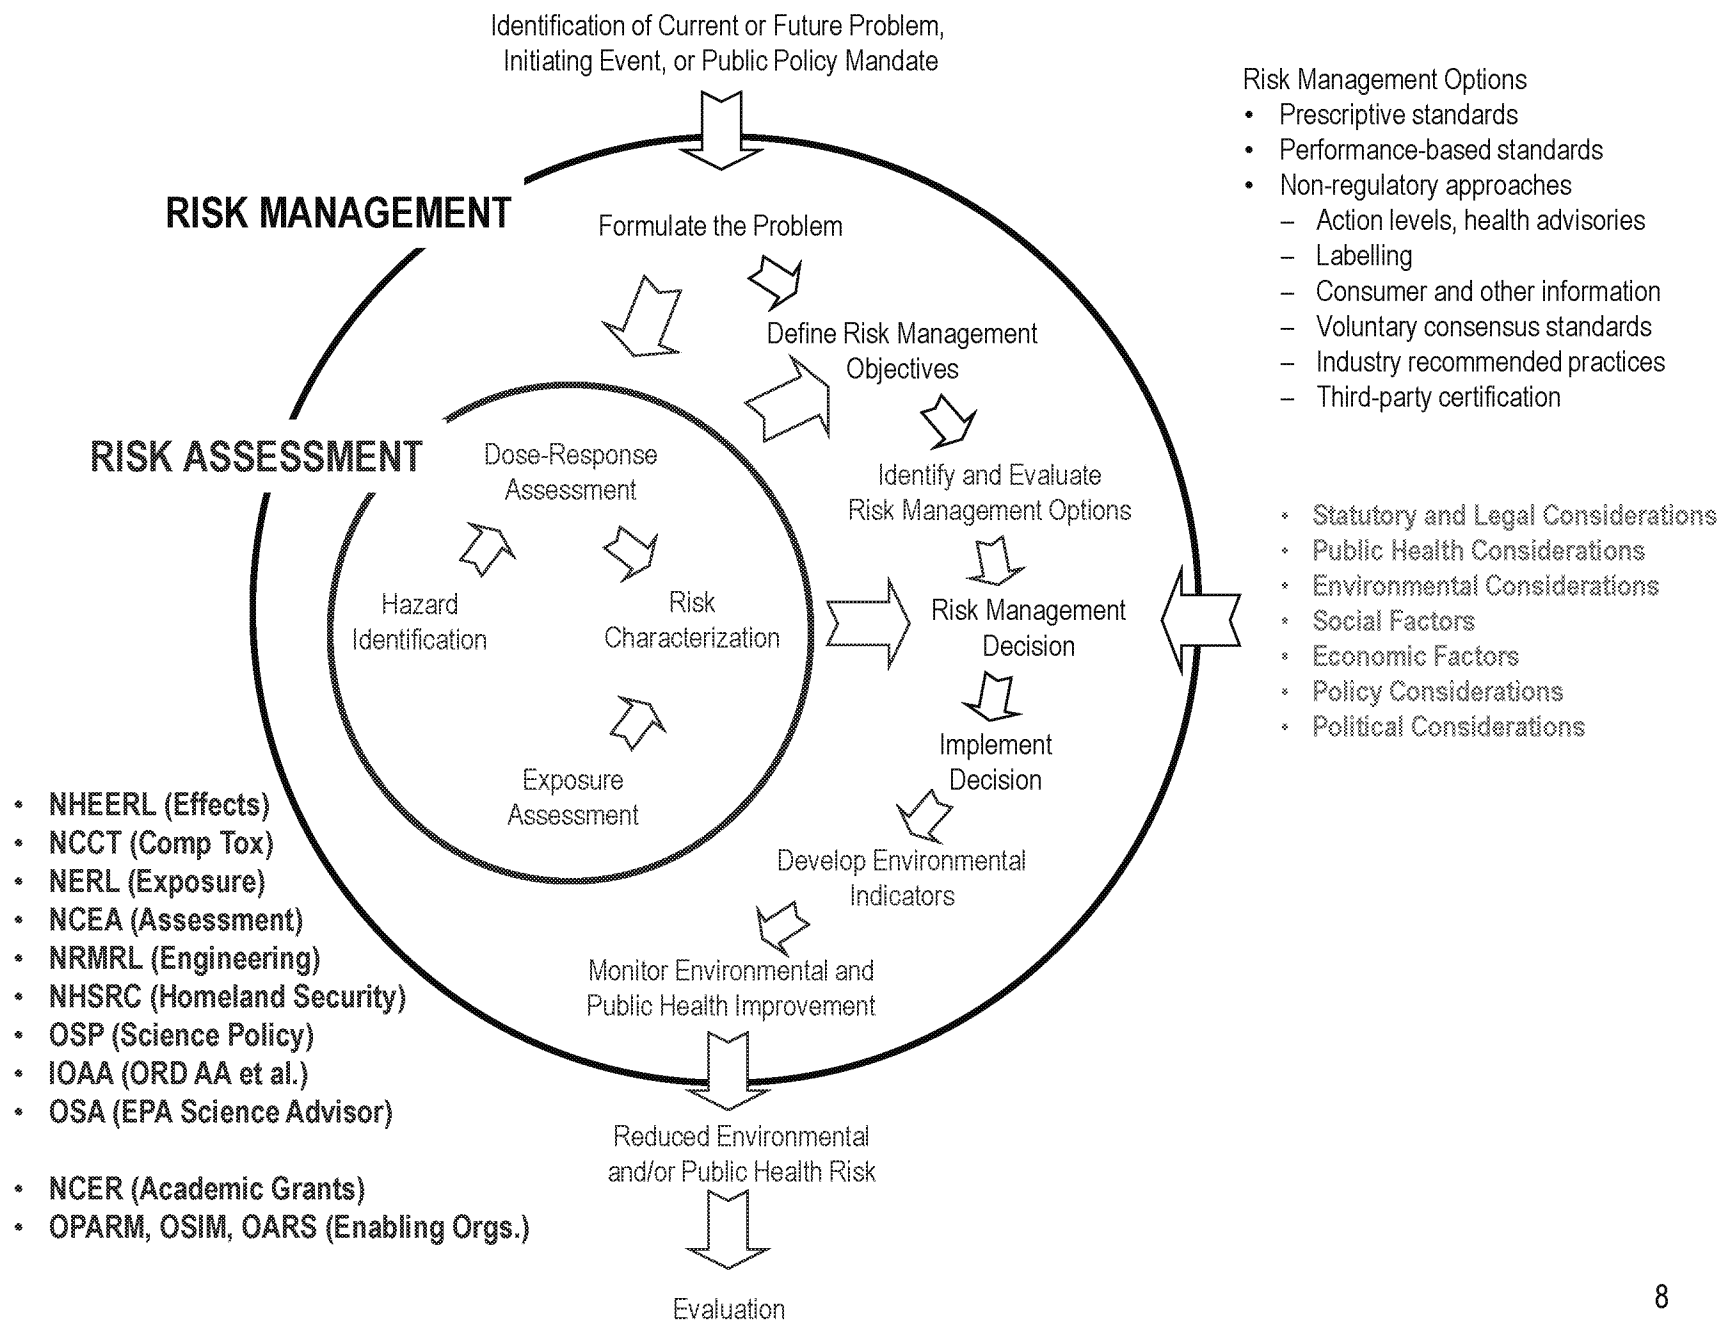 Identification of Current or Future Problem,
Initiating Event, or Public Policy Mandate
RISK MANAGEMENT
Formulate the Problem
Define Risk Management
Objectives
Identify and Evaluate
Risk Management Options
Risk Management
Decision
Implement
Decision
Develop Environmental
Indicators
Monitor Environmental and
Public Health Improvement
Reduced Environmental
and/or Public Health Risk
Evaluation
RISK ASSESSMENT
Dose-Response
Assessment
Hazard
Identification
Risk
Characterization
Exposure
Assessment
Risk Management Options
• Prescriptive standards
• Performance-based standards
• Non-regulatory approaches
– Action levels, health advisories
– Labelling
– Consumer and other information
– Voluntary consensus standards
– Industry recommended practices
– Third-party certification
• Statutory and Legal Considerations
• Public Health Considerations
• Environmental Considerations
• Social Factors
• Economic Factors
• Policy Considerations
• Political Considerations
• NHEERL (Effects)
• NCCT (Comp Tox)
• NERL (Exposure)
• NCEA (Assessment)
• NRMRL (Engineering)
• NHSRC (Homeland Security)
• OSP (Science Policy)
• IOAA (ORD AA et al.)
• OSA (EPA Science Advisor)
• NCER (Academic Grants)
• OPARM, OSIM, OARS (Enabling Orgs.)
8